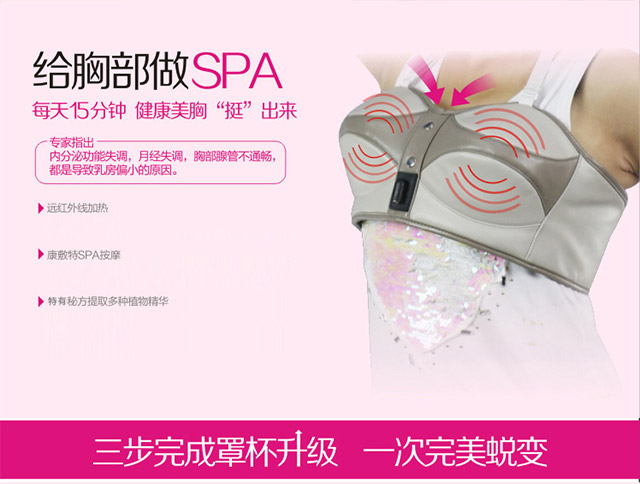 给胸部做SPA
每天15分钟 健康美胸“挺”出来
专家指出
内分泌功能失调，月经失调，胸部腺管不通畅，
都是导致乳房偏小的原因。
远红外线加热
康敷特SPA按摩
特有秘方提取多种植物精华
三步完成罩杯升级 一次完美蜕变